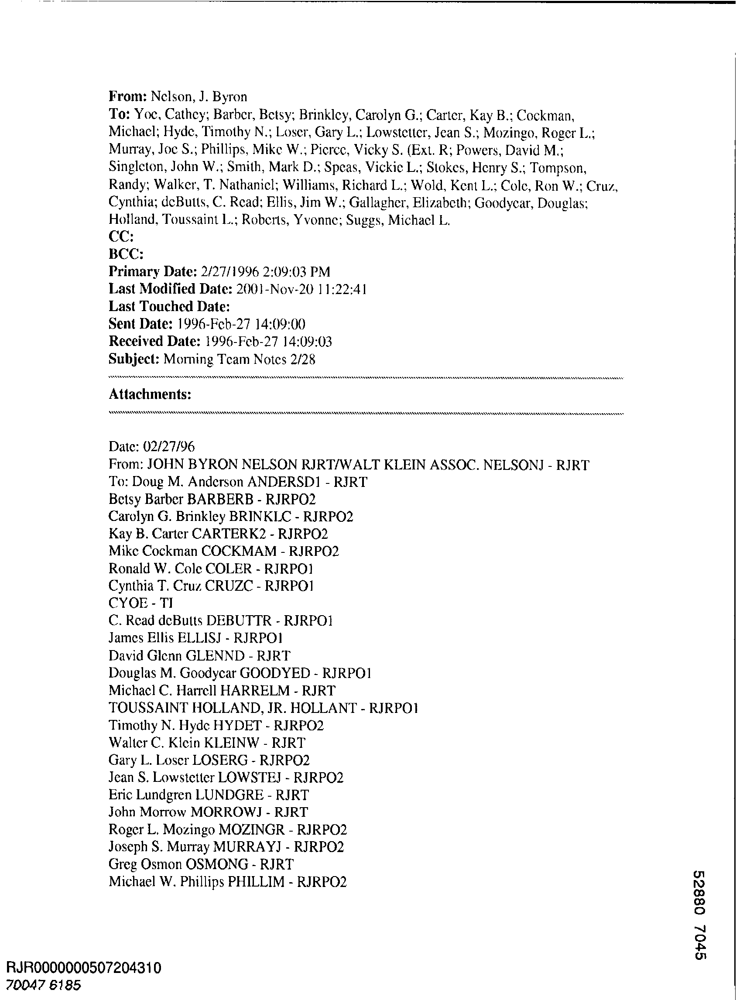 From: Nelson, J. Byron
To: Yoe, Cathey; Barber, Betsy; Brinkley, Carolyn G.; Carter, Kay B.; Cockman,
Michael; Hyde, Timothy N.; Loser, Gary L.; Lowstetter, Jean S.; Mozingo, Roger L.;
Murray, Joe S.; Phillips, Mike W.; Pierce, Vicky S. (Ext. R; Powers, David M.;
Singleton, John W.; Smith, Mark D.; Speas, Vickie L.; Stokes, Henry S.; Tompson,
Randy; Walker, T. Nathaniel; Williams, Richard L.; Wold, Kent L.; Cole, Ron W.; Cruz,
Cynthia; deButts, C. Read; Ellis, Jim W.; Gallagher, Elizabeth; Goodyear, Douglas;
Holland, Toussaint L.; Roberts, Yvonne; Suggs, Michael L.
CC:
BCC:
Primary Date: 2/27/1996 2:09:03 PM
Last Modified Date: 2001-Nov-20 11:22:41
Last Touched Date:
Sent Date: 1996-Feb-27 14:09:00
Received Date: 1996-Feb-27 14:09:03
Subject: Morning Team Notes 2/28
Attachments:
Date: 02/27/96
From: JOHN BYRON NELSON RJRT/WALT KLEIN ASSOC. NELSONJ - RJRT
To: Doug M. Anderson ANDERSD1 - RJRT
Betsy Barber BARBERB - RJRPO2
Carolyn G. Brinkley BRINKLC - RJRPO2
Kay B. Carter CARTERK2 - RJRPO2
Mike Cockman COCKMAM - RJRPO2
Ronald W. Cole COLER - RJRPO1
Cynthia T. Cruz CRUZC - RJRPO1
CYOE - TI
C. Read deButts DEBUTTR - RJRPO1
James Ellis ELLISJ - RJRPO1
David Glenn GLENND - RJRT
Douglas M. Goodyear GOODYED - RJRPO1
Michael C. Harrell HARRELM - RJRT
TOUSSAINT HOLLAND, JR. HOLLANT - RJRPO1
Timothy N. Hyde HYDET - RJRPO2
Walter C. Klein KLEINW - RJRT
Gary L. Loser LOSERG - RJRPO2
Jean S. Lowstetter LOWSTEJ - RJRPO2
Eric Lundgren LUNDGRE - RJRT
John Morrow MORROWJ - RJRT
Roger L. Mozingo MOZINGR - RJRPO2
Joseph S. Murray MURRAYJ - RJRPO2
Greg Osmon OSMONG - RJRT
Michael W. Phillips PHILLIM - RJRPO2
52880 7045
RJR0000000507204310
70047 6185